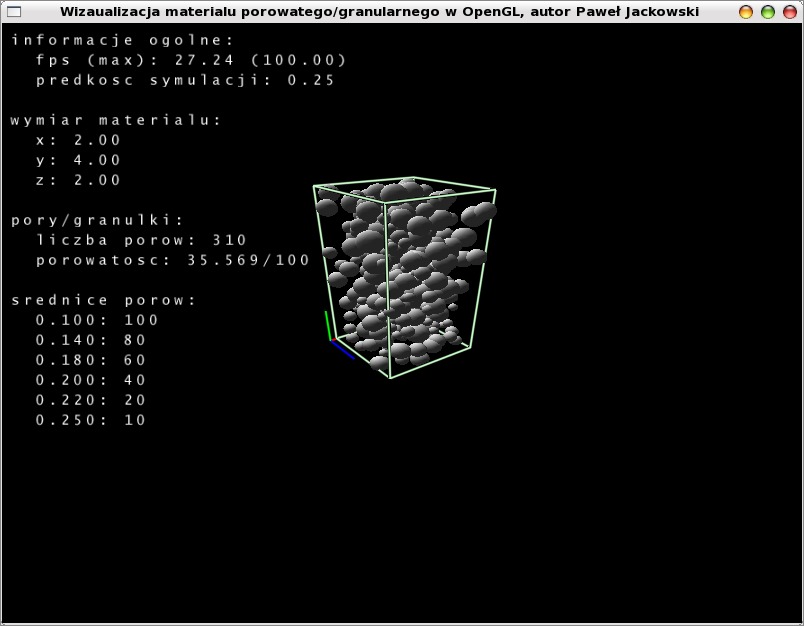 Wizaualizacja materialu porowatego/granularnego w OpenGL, autor Paweł Jackowski
informacje ogolne:
fps (max): 27.24 (100.00)
predkosc symulacji: 0.25
wymiar materialu:
x: 2.00
y: 4.00
z: 2.00
pory/granulki:
liczba porow: 310
porowatosc: 35.569/100
srednice porow:
0.100: 100
0.140: 80
0.180: 60
0.200: 40
0.220: 20
0.250: 10